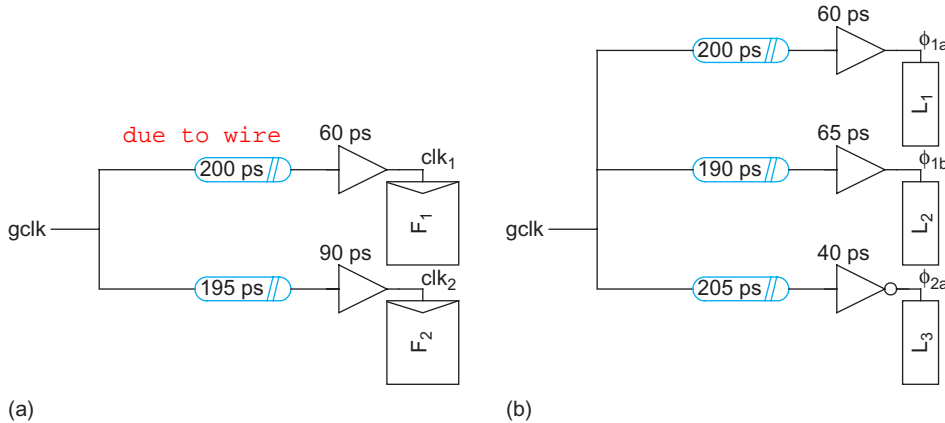 due to wire
60 ps
200 ps
clk1
F1
gclk
90 ps
195 ps
clk2
F2
(a)
60 ps
200 ps
ϕ1a
L1
65 ps
190 ps
ϕ1b
L2
gclk
40 ps
205 ps
ϕ2a
L3
(b)